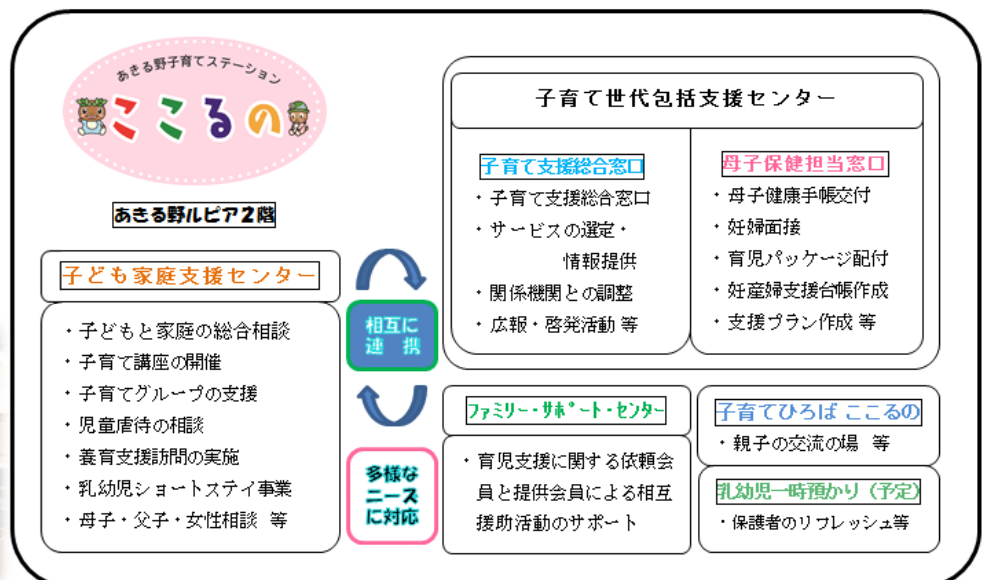 あきる野子育てステーション
こころの
あきる野ルピア2階
子ども家庭支援センター
・子どもと家庭の総合相談
・子育て講座の開催
・子育てグループの支援
・児童虐待の相談
・養育支援訪問の実施
・乳幼児ショートステイ事業
・母子・父子・女性相談 等
相互に
連 携
多様な
ニーズ
に対応
子育て世代包括支援センター
子育て支援総合窓口
・子育て支援総合窓口
・サービスの選定・
情報提供
・関係機関との調整
・広報・啓発活動 等
母子保健担当窓口
・母子健康手帳交付
・妊婦面接
・育児パッケージ配付
・妊産婦支援台帳作成
・支援プラン作成 等
ファミリー・サポート・センター
・育児支援に関する依頼会
員と提供会員による相互
援助活動のサポート
子育てひろば こころの
・親子の交流の場 等
乳幼児一時預かり（予定）
・保護者のリフレッシュ等